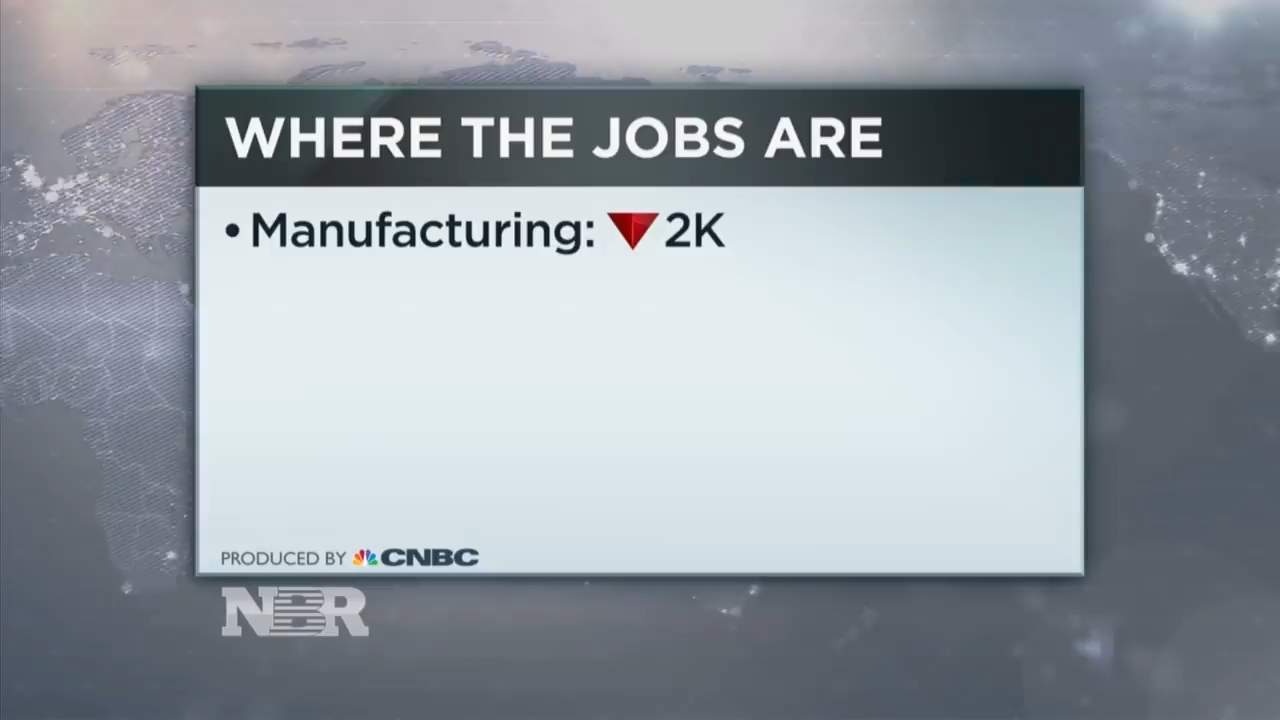 WHERE THE JOBS ARE
• Manufacturing: ▼2K
PRODUCED BY CNBC
NBR